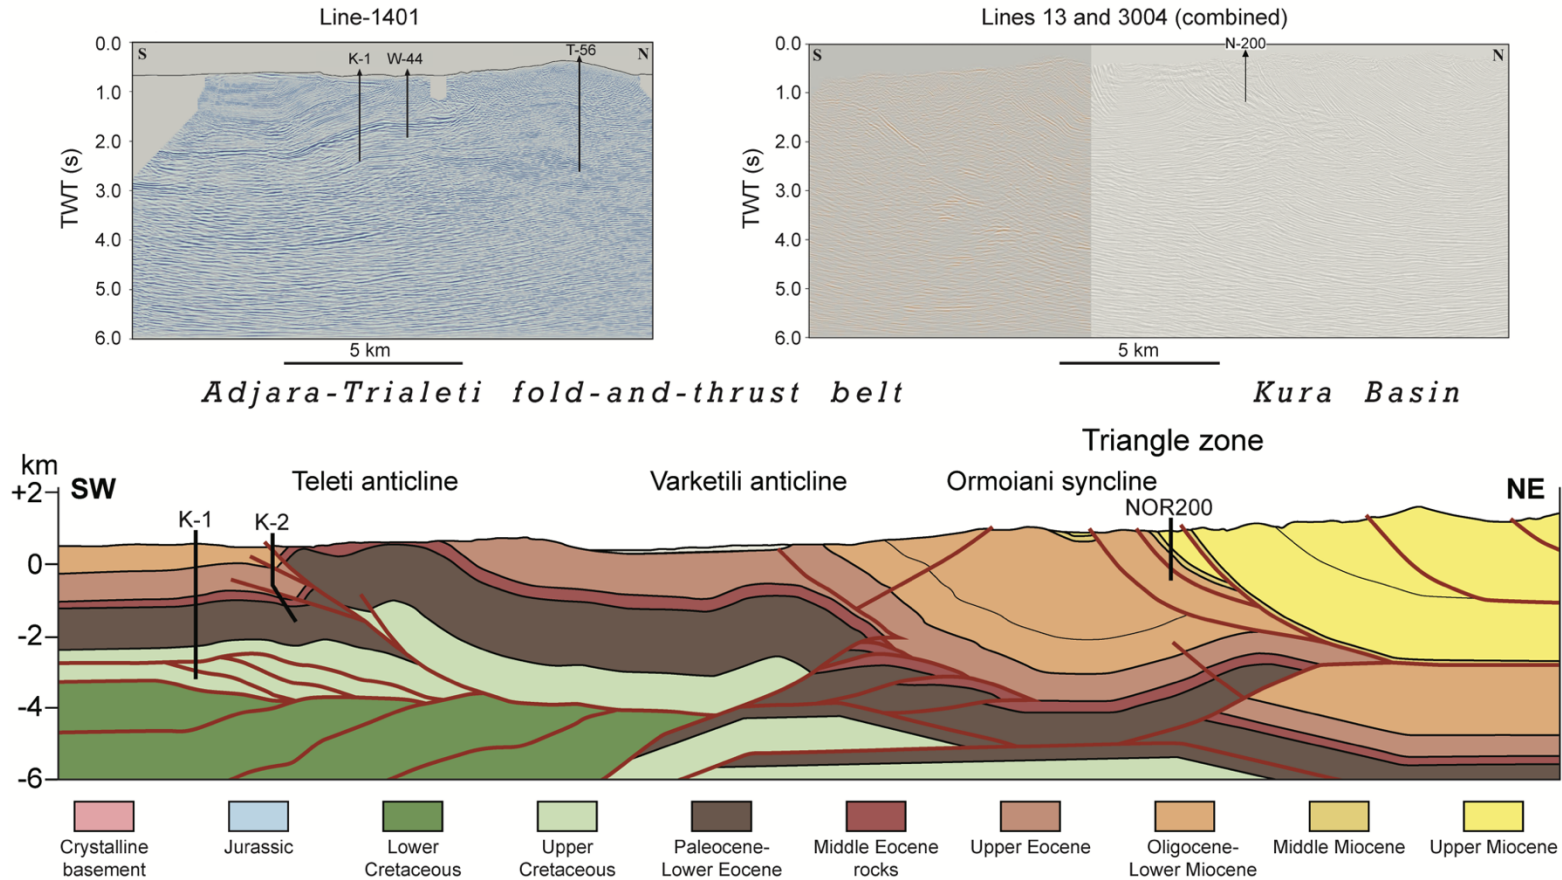 Line-1401
Lines 13 and 3004 (combined)
0.0
1.0
2.0
3.0
4.0
5.0
6.0
TWT (s)
S
K-1
W-44
T-56
N
5 km
0.0
1.0
2.0
3.0
4.0
5.0
6.0
TWT (s)
S
N-200
N
5 km
Adjara-Trialeti fold-and-thrust belt
Kura Basin
Triangle zone
km
+2
0
-2
-4
-6
SW
Teleti anticline
Varketili anticline
Ormoiani syncline
NE
K-1
K-2
NOR200
Crystalline
basement
Jurassic
Lower
Cretaceous
Upper
Cretaceous
Paleocene-
Lower Eocene
Middle Eocene
rocks
Upper Eocene
Oligocene-
Lower Miocene
Middle Miocene
Upper Miocene